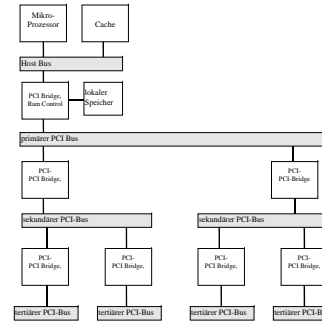 Mikro-
Prozessor
Cache
Host Bus
PCI Bridge,
Ram Control
lokaler
Speicher
primärer PCI Bus
PCI-
PCI Bridge,
PCI-
PCI-Bridge
sekundärer PCI-Bus
sekundärer PCI-Bus
PCI-
PCI Bridge,
PCI-
PCI Bridge,
PCI-
PCI Bridge,
PCI-
PCI Bridge,
tertiärer PCI-Bus
tertiärer PCI-Bus
tertiärer PCI-Bus
tertiärer PCI-B